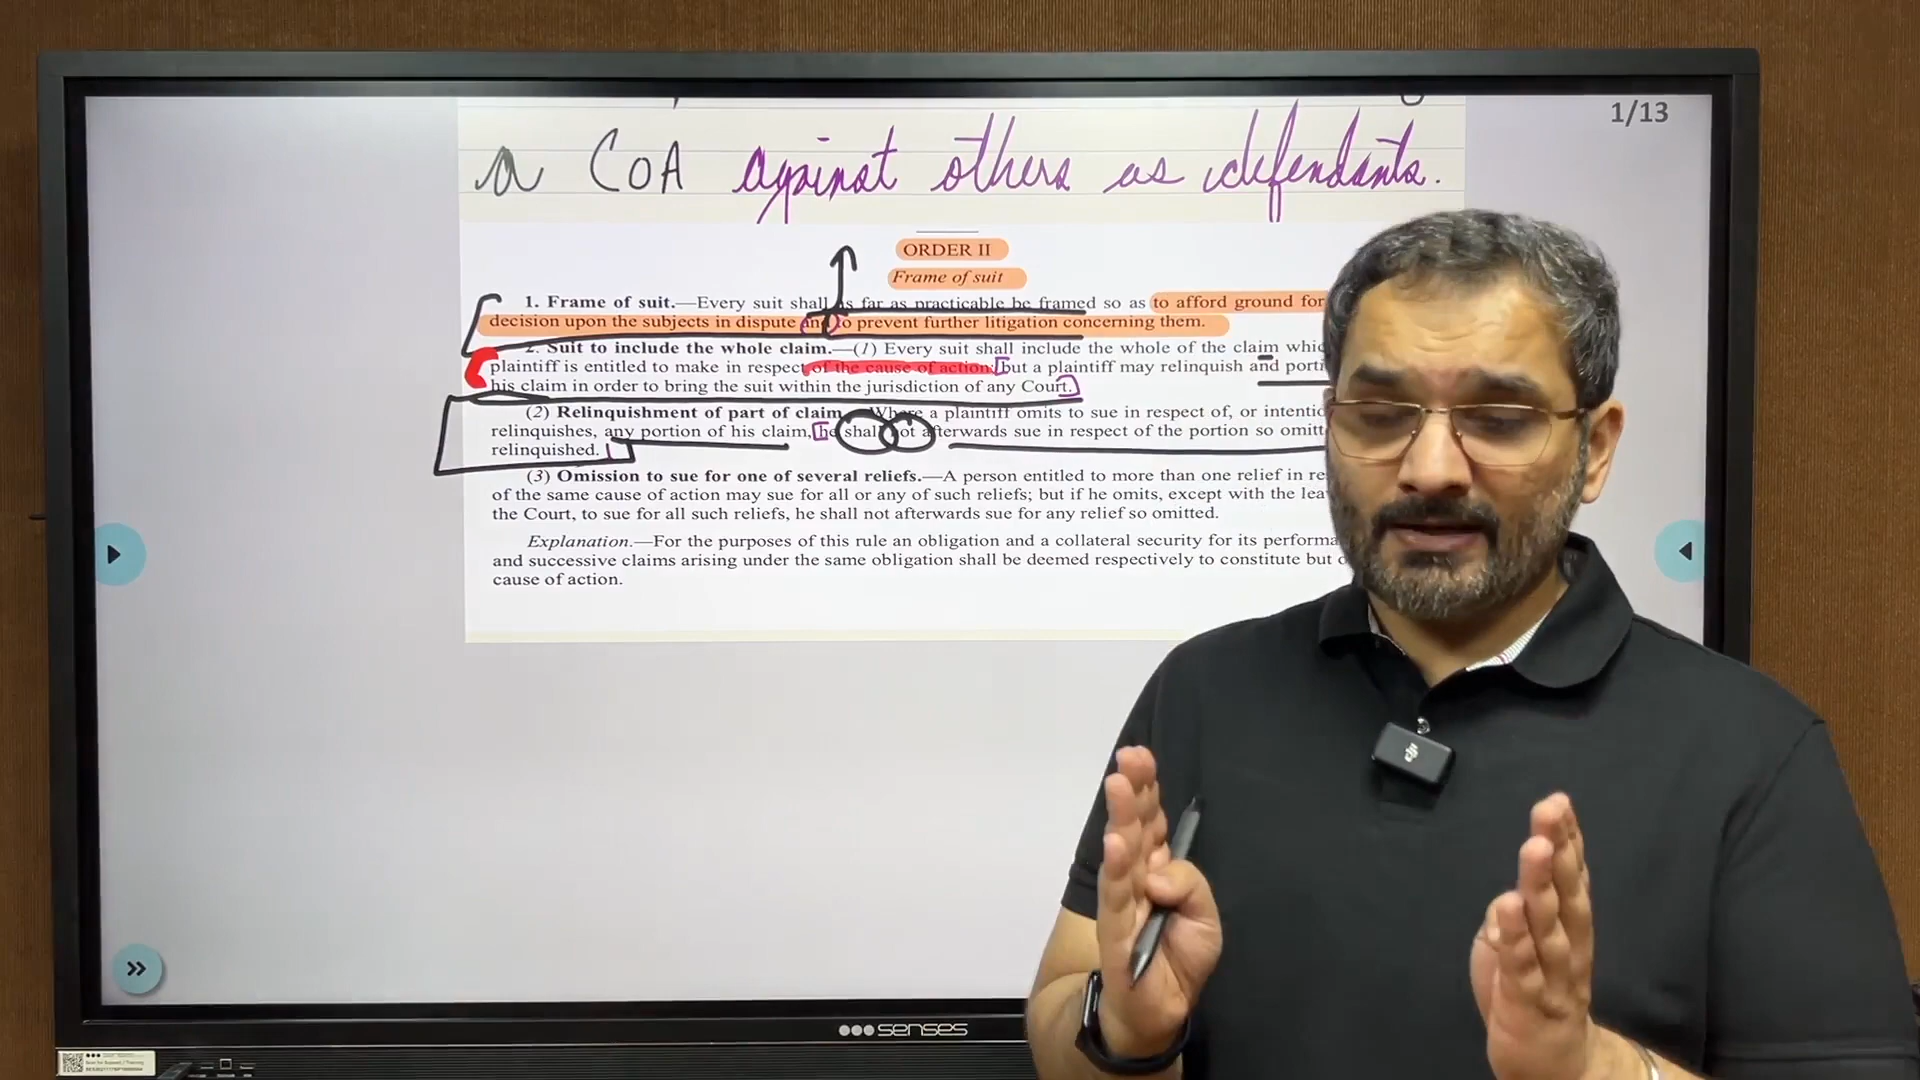 1/13
a COA against others as defendants.
ORDER II
Frame of suit
1. Frame of suit.—Every suit shall as far as practicable be framed so as to afford ground for
decision upon the subjects in dispute and to prevent further litigation concerning them.
2. Suit to include the whole claim.—(1) Every suit shall include the whole of the claim
plaintiff is entitled to make in respect of the cause of action; but a plaintiff may relinquish and
his claim in order to bring the suit within the jurisdiction of any Court.
(2) Relinquishment of part of claim.—Where a plaintiff omits to sue in respect of, or
relinquishes, any portion of his claim, he shall not afterwards sue in respect of the portion so
relinquished.
(3) Omission to sue for one of several reliefs.—A person entitled to more than one relief in
of the same cause of action may sue for all or any of such reliefs; but if he omits, except with the
the Court, to sue for all such reliefs, he shall not afterwards sue for any relief so omitted.
Explanation.—For the purposes of this rule an obligation and a collateral security for its
and successive claims arising under the same obligation shall be deemed respectively to constitute but
cause of action.
senses